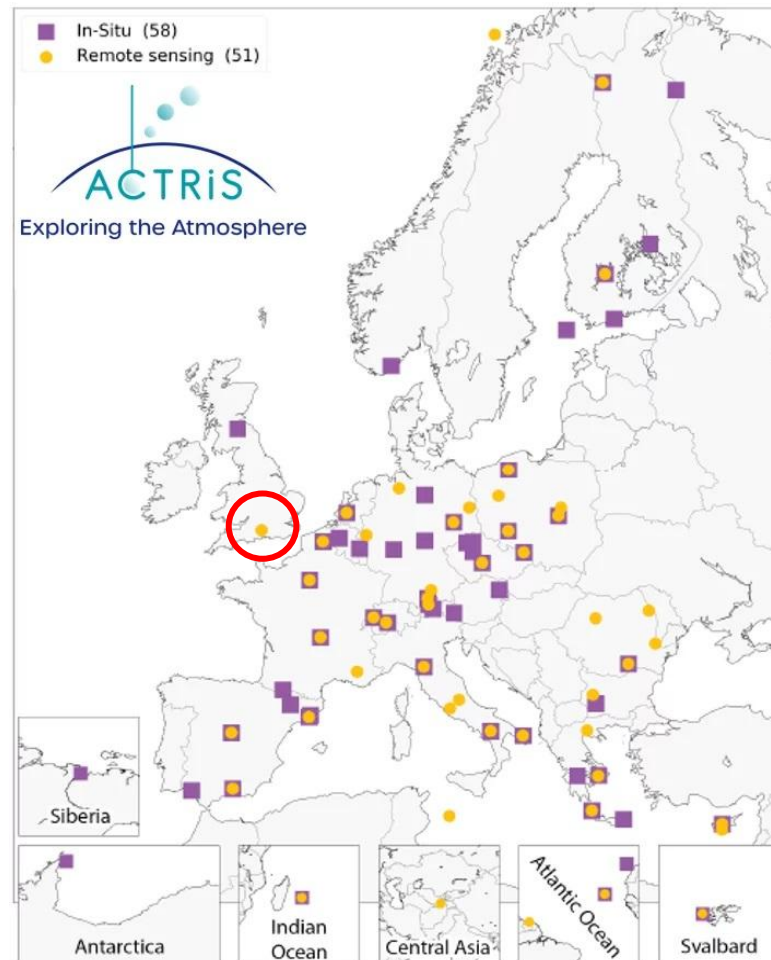 In-Situ (58)
Remote sensing (51)
ACTRiS
Exploring the Atmosphere
Siberia
Antarctica
Indian
Ocean
Central Asia
Atlantic Ocean
Svalbard